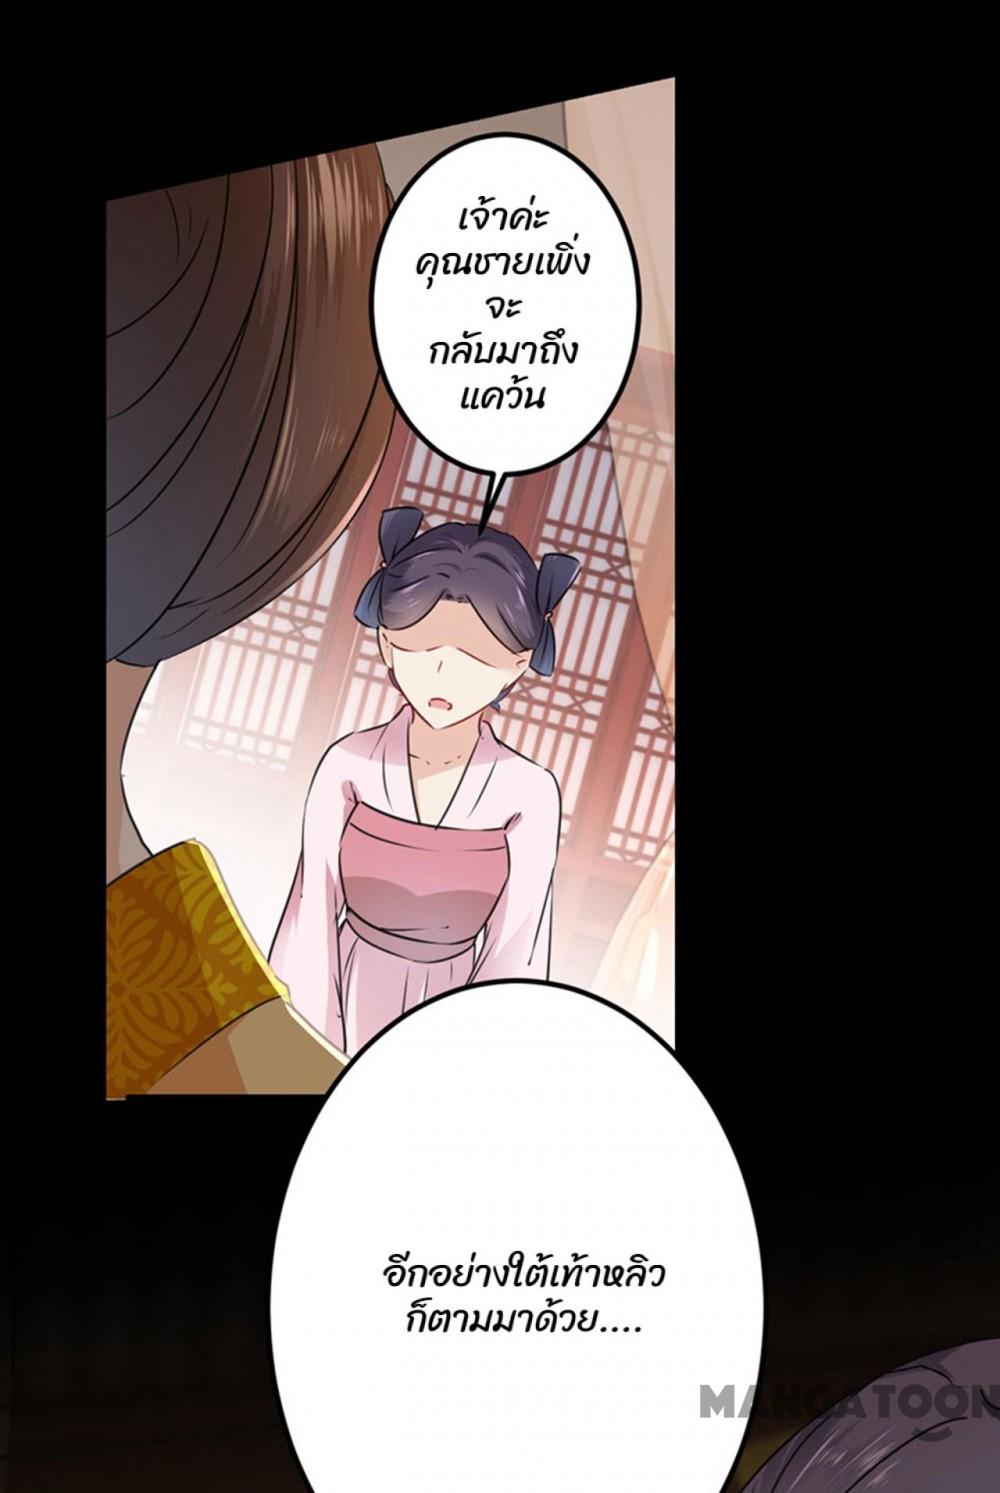 เจ้าค่ะ
คุณชายเพิ่ง
จะ
กลับมาถึง
แคว้น
อีกอย่างใต้เท้าหลิว
ก็ตามมาด้วย....
MANGATOON